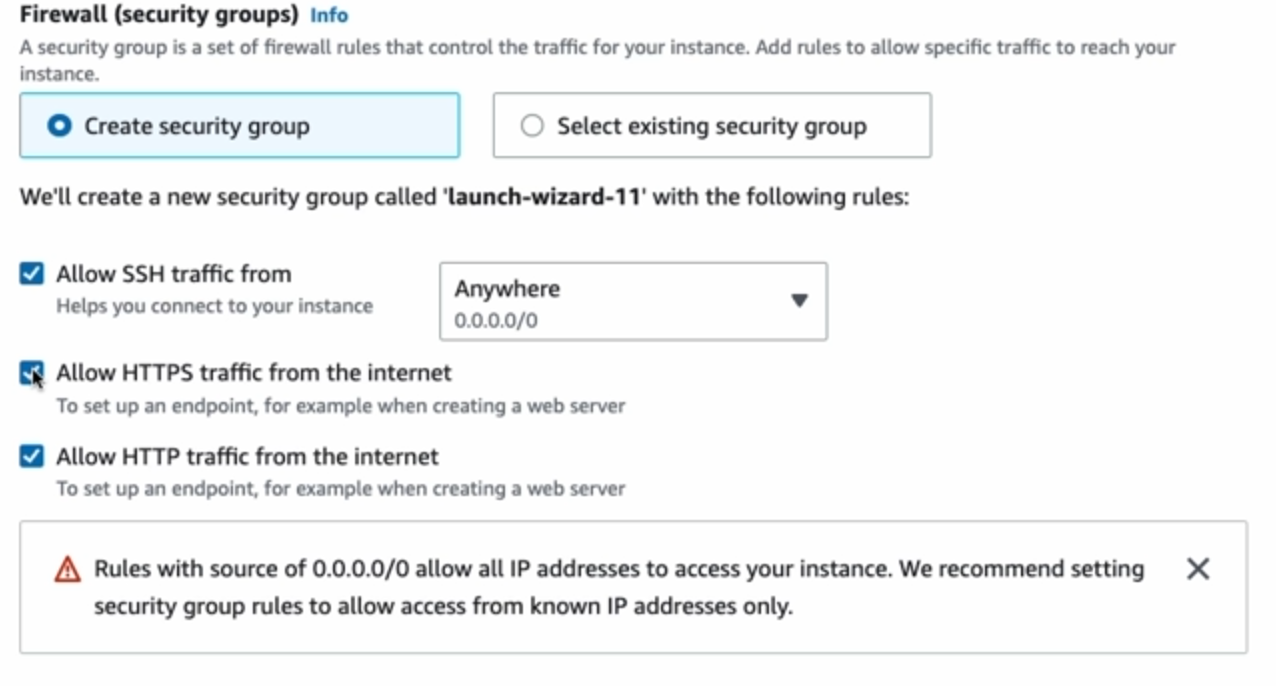 Firewall (security groups) Info
A security group is a set of firewall rules that control the traffic for your instance. Add rules to allow specific traffic to reach your
instance.
Create security group
Select existing security group
We'll create a new security group called 'launch-wizard-11' with the following rules:
Allow SSH traffic from
Helps you connect to your instance
Anywhere
0.0.0.0/0
Allow HTTPS traffic from the internet
To set up an endpoint, for example when creating a web server
Allow HTTP traffic from the internet
To set up an endpoint, for example when creating a web server
Rules with source of 0.0.0.0/0 allow all IP addresses to access your instance. We recommend setting
security group rules to allow access from known IP addresses only.